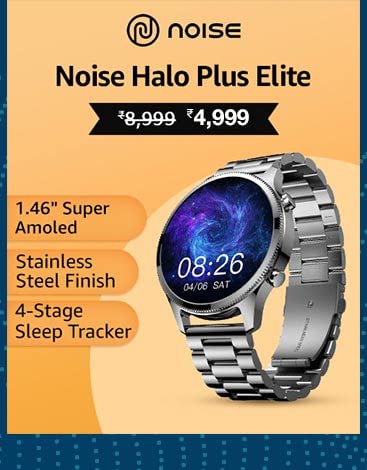 NOISE
Noise Halo Plus Elite
₹8,999 ₹4,999
1.46" Super
Amoled
Stainless
Steel Finish
4-Stage
Sleep Tracker
08:26
04/06 SAT